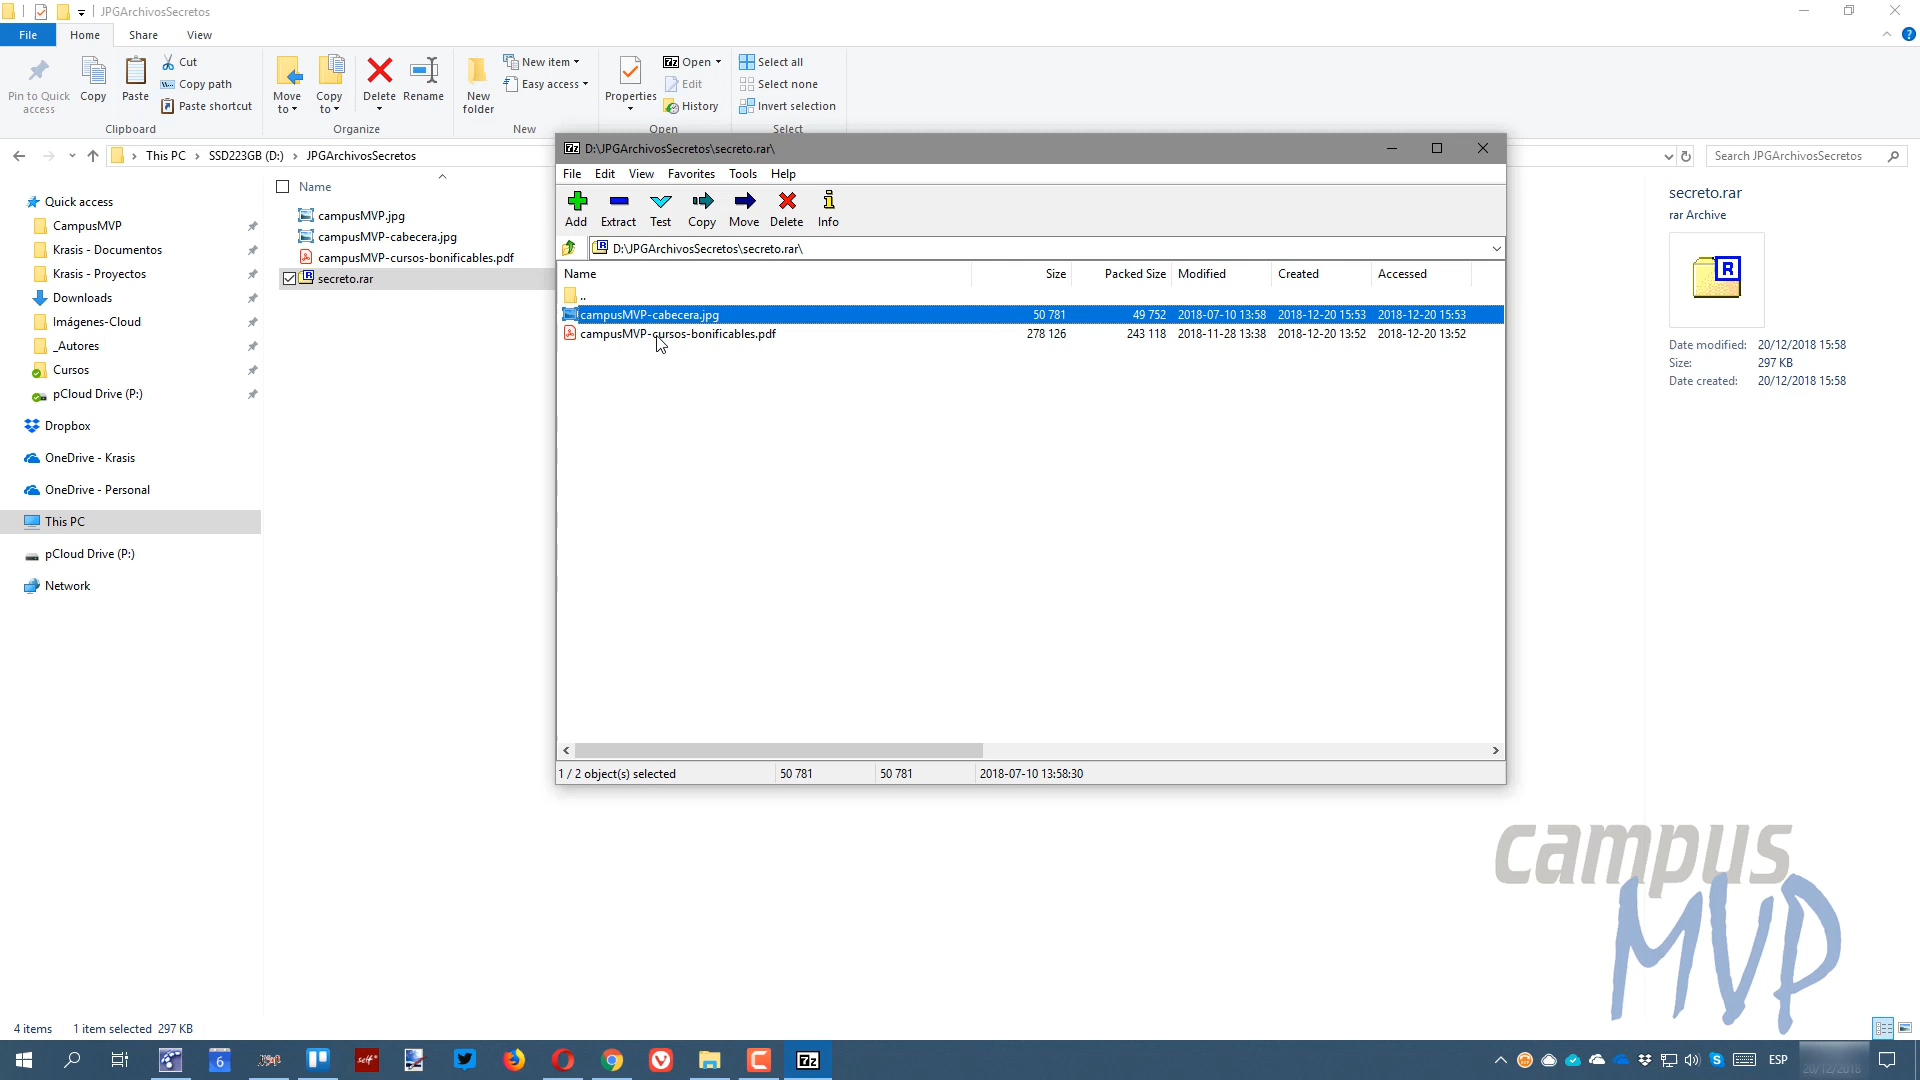 JPGArchivosSecretos
File Home Share View
Pin to Quick access
Copy
Paste
Cut
Copy path
Paste shortcut
Clipboard
Move to
Copy to
Delete
Rename
Organize
New folder
New item
Easy access
New
Properties
Open
Edit
History
Open
Select all
Select none
Invert selection
Select
This PC > SSD223GB (D:) > JPGArchivosSecretos
Search JPGArchivosSecretos
Quick access
CampusMVP
Krasis - Documentos
Krasis - Proyectos
Downloads
Imágenes-Cloud
_Autores
Cursos
pCloud Drive (P:)
Dropbox
OneDrive - Krasis
OneDrive - Personal
This PC
pCloud Drive (P:)
Network
Name
campusMVP.jpg
campusMVP-cabecera.jpg
campusMVP-cursos-bonificables.pdf
secreto.rar
7z D:\JPGArchivosSecretos\secreto.rar\
File Edit View Favorites Tools Help
Add Extract Test Copy Move Delete Info
D:\JPGArchivosSecretos\secreto.rar\
Name Size Packed Size Modified Created Accessed
..
campusMVP-cabecera.jpg 50 781 49 752 2018-07-10 13:58 2018-12-20 15:53 2018-12-20 15:53
campusMVP-cursos-bonificables.pdf 278 126 243 118 2018-11-28 13:38 2018-12-20 13:52 2018-12-20 13:52
1 / 2 object(s) selected 50 781 50 781 2018-07-10 13:58:30
secreto.rar
rar Archive
R
Date modified: 20/12/2018 15:58
Size: 297 KB
Date created: 20/12/2018 15:58
campus
MVP
4 items 1 item selected 297 KB
6
self
7z
ESP
20/12/2018